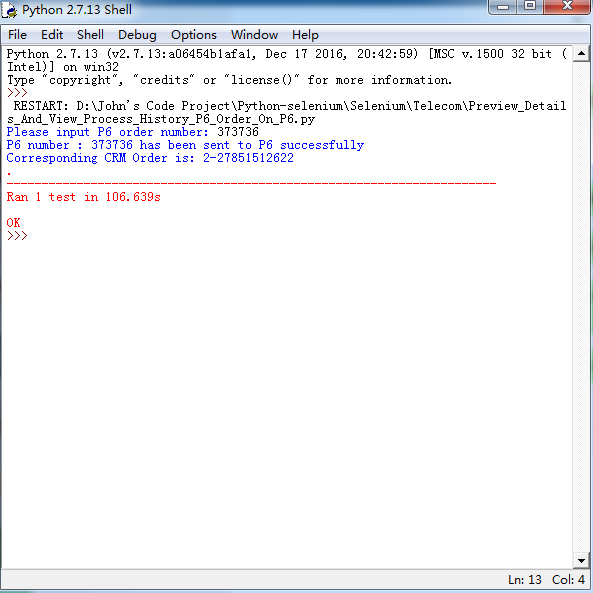 Python 2.7.13 Shell
File Edit Shell Debug Options Window Help
Python 2.7.13 (v2.7.13:a06454b1afa1, Dec 17 2016, 20:42:59) [MSC v.1500 32 bit (
Intel)] on win32
Type "copyright", "credits" or "license()" for more information.
>>>
RESTART: D:\John's Code Project\Python-selenium\Selenium\Telecom\Preview_Detail
s_And_View_Process_History_P6_Order_On_P6.py
Please input P6 order number: 373736
P6 number : 373736 has been sent to P6 successfully
Corresponding CRM Order is: 2-27851512622
.
----------------------------------------------------------------------
Ran 1 test in 106.639s
OK
>>>
Ln: 13 Col: 4